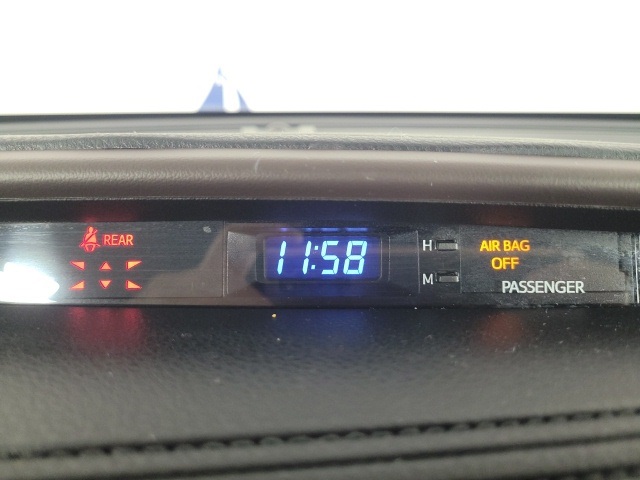 REAR
11:58
H
M
AIR BAG
OFF
PASSENGER